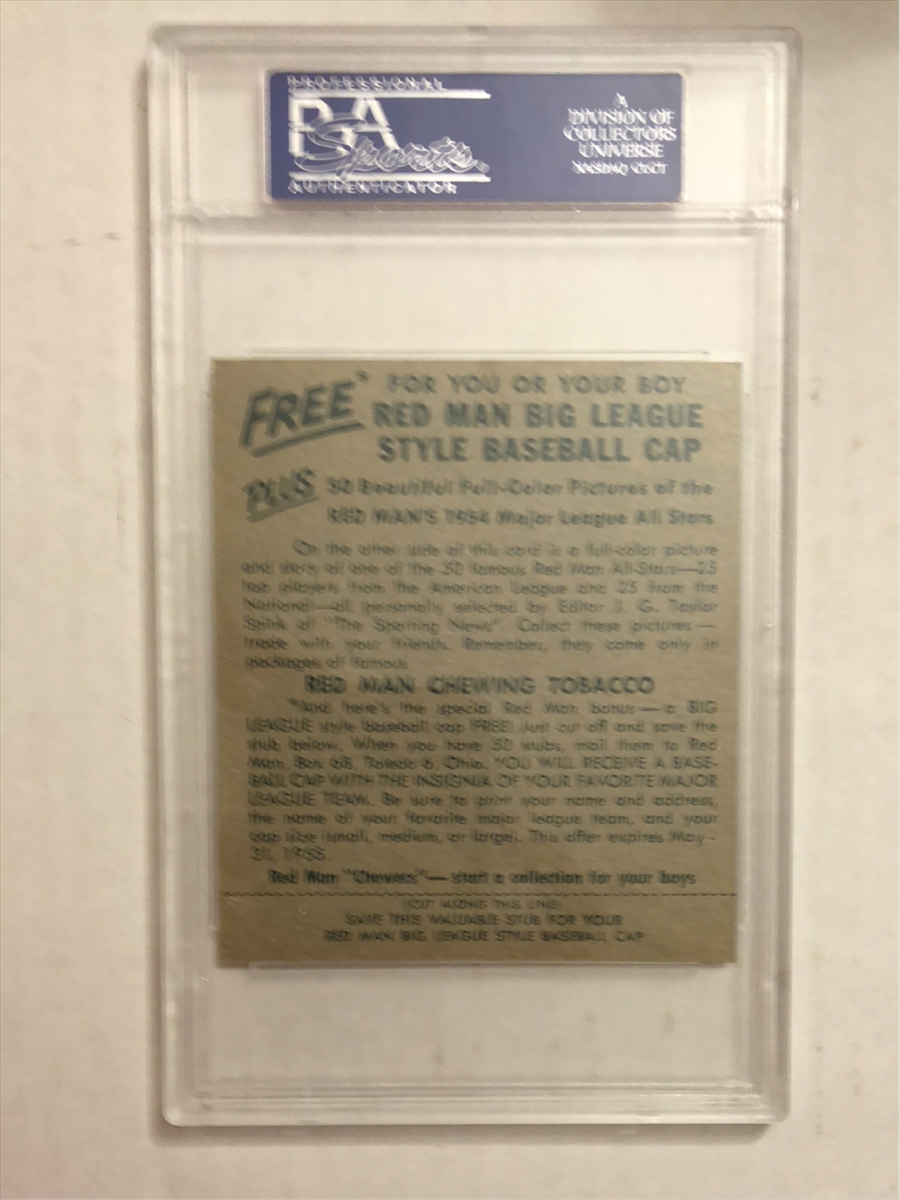 PROFESSIONAL
PSA
Sports
AUTHENTICATOR
A
DIVISION OF
COLLECTORS
UNIVERSE
NASDAQ CLCT
FREE* FOR YOU OR YOUR BOY
RED MAN BIG LEAGUE
STYLE BASEBALL CAP
PLUS 50 Beautiful Full-Color Pictures of the
RED MAN'S 1954 Major League All Stars
On the other side of this card is a full-color picture
and story of one of the 50 famous Red Man All-Stars—25
top players from the American League and 25 from the
National—all personally selected by Editor J. G. Taylor
Spink of "The Sporting News". Collect these pictures—
trade with your friends. Remember, they come only in
packages of famous
RED MAN CHEWING TOBACCO
*And here's the special Red Man bonus—a BIG
LEAGUE style baseball cap FREE! Just cut off and save the
stub below. When you have 50 stubs, mail them to Red
Man, Box 68, Toledo 6, Ohio. YOU WILL RECEIVE A BASE-
BALL CAP WITH THE INSIGNIA OF YOUR FAVORITE MAJOR
LEAGUE TEAM. Be sure to print your name and address,
the name of your favorite major league team, and your
cap size (small, medium, or large). This offer expires May
31, 1955.
Red Man "Chewers"—start a collection for your boys
(CUT ALONG THIS LINE)
SAVE THIS VALUABLE STUB FOR YOUR
RED MAN BIG LEAGUE STYLE BASEBALL CAP